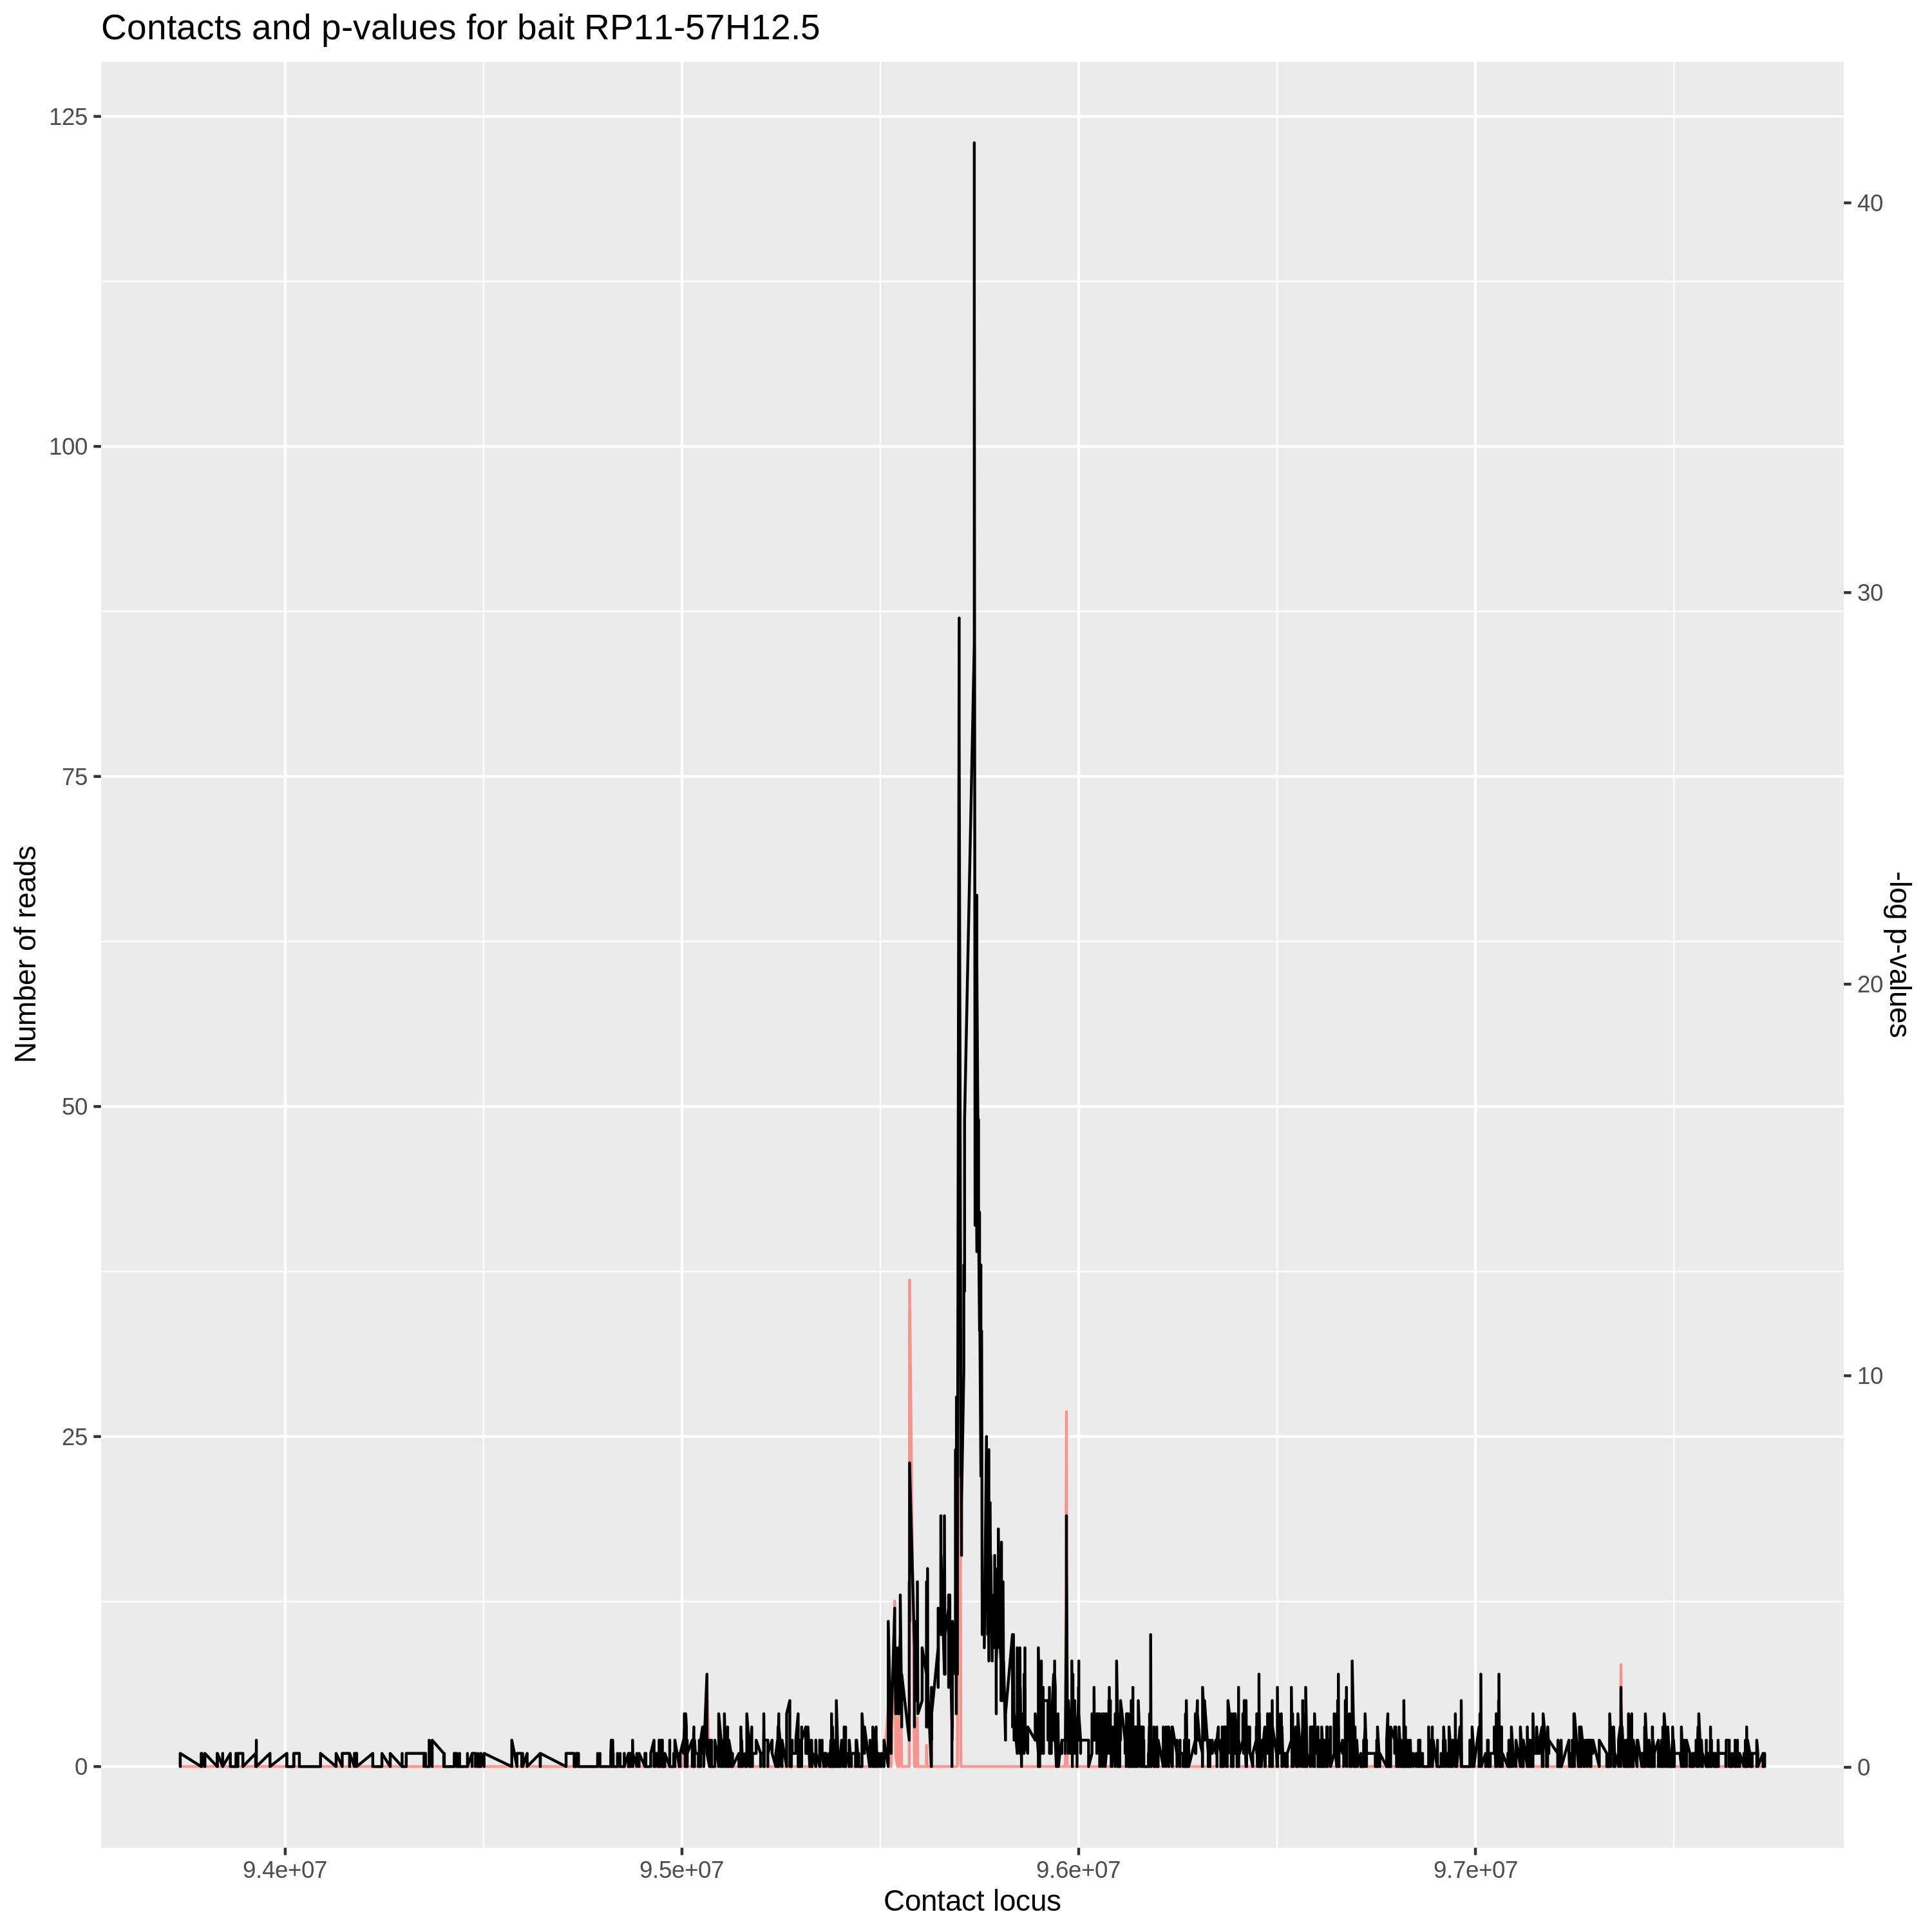 Contacts and p-values for bait RP11-57H12.5
125
100
75
50
25
0
40
30
20
10
0
Number of reads
-log p-values
9.4e+07 9.5e+07 9.6e+07 9.7e+07
Contact locus